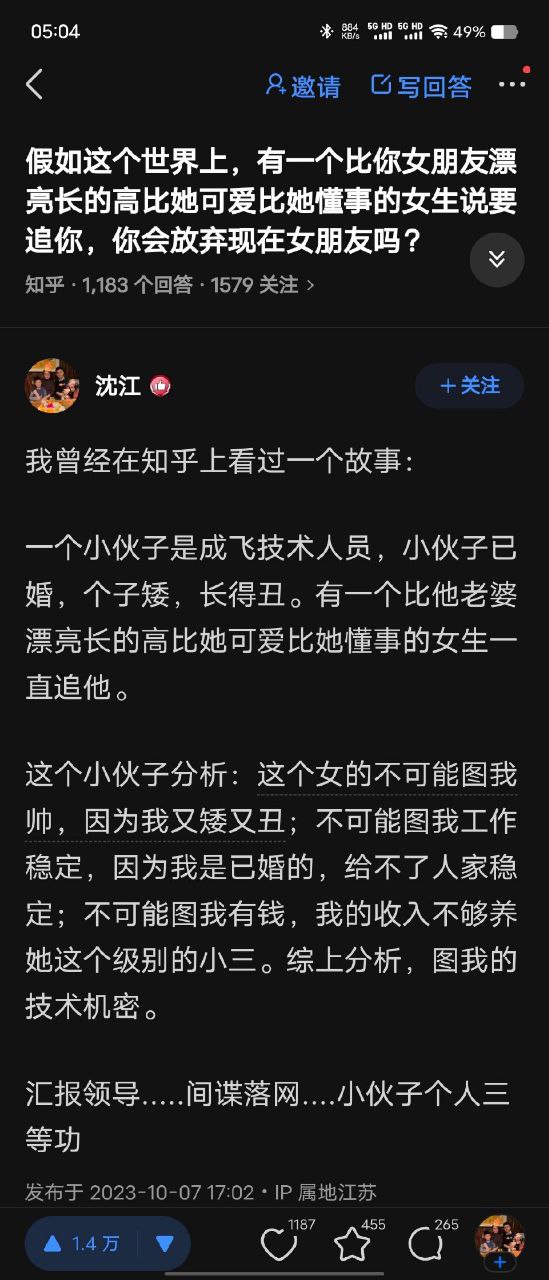 05:04
884 KB/s 5G HD 5G HD 49%
邀请 写回答
假如这个世界上，有一个比你女朋友漂
亮长的高比她可爱比她懂事的女生说要
追你，你会放弃现在女朋友吗？
知乎 · 1,183 个回答 · 1579 关注 >
沈江
+关注
我曾经在知乎上看过一个故事：
一个小伙子是成飞技术人员，小伙子已
婚，个子矮，长得丑。有一个比他老婆
漂亮长的高比她可爱比她懂事的女生一
直追他。
这个小伙子分析：这个女的不可能图我
帅，因为我又矮又丑；不可能图我工作
稳定，因为我是已婚的，给不了人家稳
定；不可能图我有钱，我的收入不够养
她这个级别的小三。综上分析，图我的
技术机密。
汇报领导.....间谍落网....小伙子个人三
等功
发布于 2023-10-07 17:02 · IP 属地江苏
1.4 万 1187 455 265